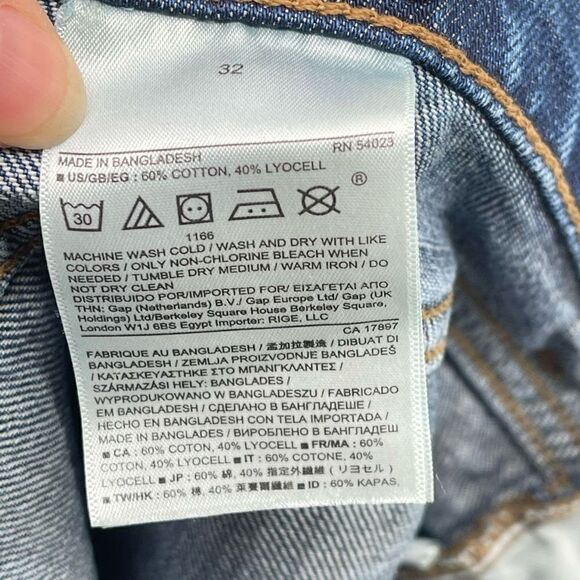 32
RN 54023
MADE IN BANGLADESH
■ US/GB/EG : 60% COTTON, 40% LYOCELL
30
®
1166
MACHINE WASH COLD / WASH AND DRY WITH LIKE
COLORS / ONLY NON-CHLORINE BLEACH WHEN
NEEDED / TUMBLE DRY MEDIUM / WARM IRON / DO
NOT DRY CLEAN
DISTRIBUIDO POR/IMPORTED FOR/ EISAГETAI АПО
THN: Gap (Netherlands) B.V./ Gap Europe Ltd/ Gap (UK
Holdings) Ltd/Berkeley Square House Berkeley Square,
London W1J 6BS Egypt Importer: RIGE, LLC
CA 17897
FABRIQUE AU BANGLADESH / 孟加拉製造 / DIBUAT DI
BANGLADESH / ZEMLJA PROIZVODNJE BANGLADEŠ
/ ΚΑΤΑΣΚΕΥΑΣΤΗΚΕ ΣΤΟ ΜΠΑΝΓΚΛΑΝΤΕΣ /
SZÁRMAZÁSI HELY: BANGLADES /
WYPRODUKOWANO W BANGLADESZU / FABRICADO
EM BANGLADESH / СДЕЛАНО В БАНГЛАДЕШЕ /
HECHO EN BANGLADESH CON TELA IMPORTADA /
MADE IN BANGLADESH / VIROBLENO В БАНГЛАДЕШ
■ CA : 60% COTON, 40% LYOCELL ■ FR/MA : 60%
COTON, 40% LYOCELL ■ IT : 60% COTONE, 40%
LYOCELL ■ JP : 60% 綿, 40% 指定外繊維 (リヨセル)
■ TW/HK : 60% 棉, 40% 萊賽爾纖維 ■ ID : 60% KAPAS,